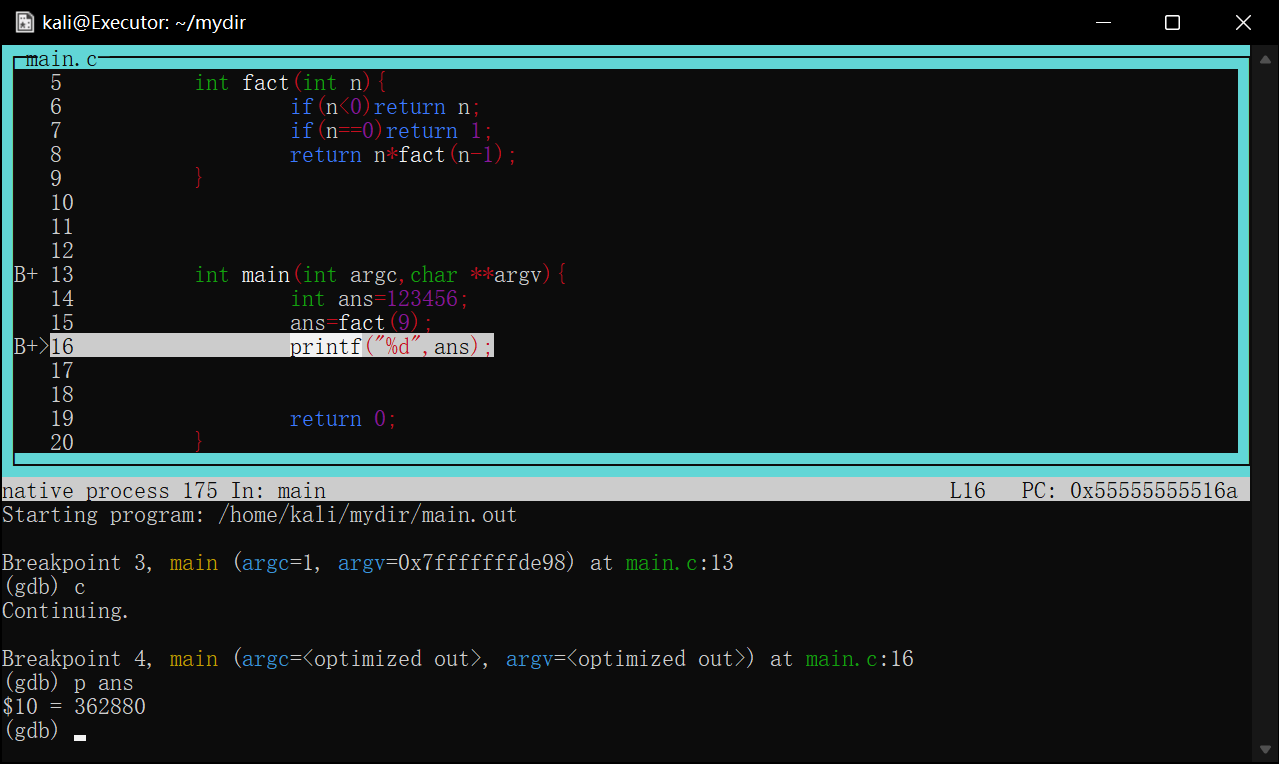 kali@Executor: ~/mydir
main.c
5 int fact(int n){
6 if(n<0)return n;
7 if(n==0)return 1;
8 return n*fact(n-1);
9 }
10
11
12
B+ 13 int main(int argc,char **argv){
14 int ans=123456;
15 ans=fact(9);
B+>16 printf("%d",ans);
17
18
19 return 0;
20 }
native process 175 In: main L16 PC: 0x55555555516a
Starting program: /home/kali/mydir/main.out
Breakpoint 3, main (argc=1, argv=0x7fffffffde98) at main.c:13
(gdb) c
Continuing.
Breakpoint 4, main (argc=<optimized out>, argv=<optimized out>) at main.c:16
(gdb) p ans
$10 = 362880
(gdb)